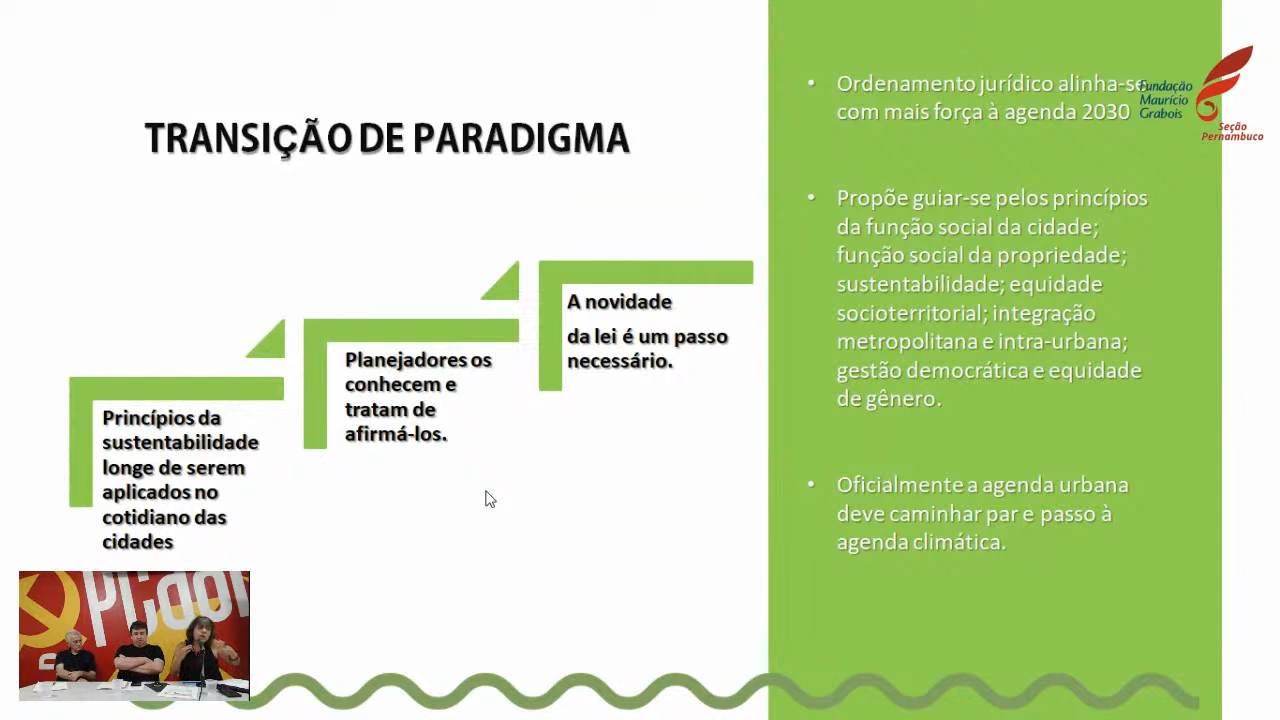 TRANSIÇÃO DE PARADIGMA
Princípios da
sustentabilidade
longe de serem
aplicados no
cotidiano das
cidades
Planejadores os
conhecem e
tratam de
afirmá-los.
A novidade
da lei é um passo
necessário.
• Ordenamento jurídico alinha-se
com mais força à agenda 2030
• Propõe guiar-se pelos princípios
da função social da cidade;
função social da propriedade;
sustentabilidade; equidade
socioterritorial; integração
metropolitana e intra-urbana;
gestão democrática e equidade
de gênero.
• Oficialmente a agenda urbana
deve caminhar par e passo à
agenda climática.
Fundação
Maurício
Grabois
Seção
Pernambuco
PCdoB